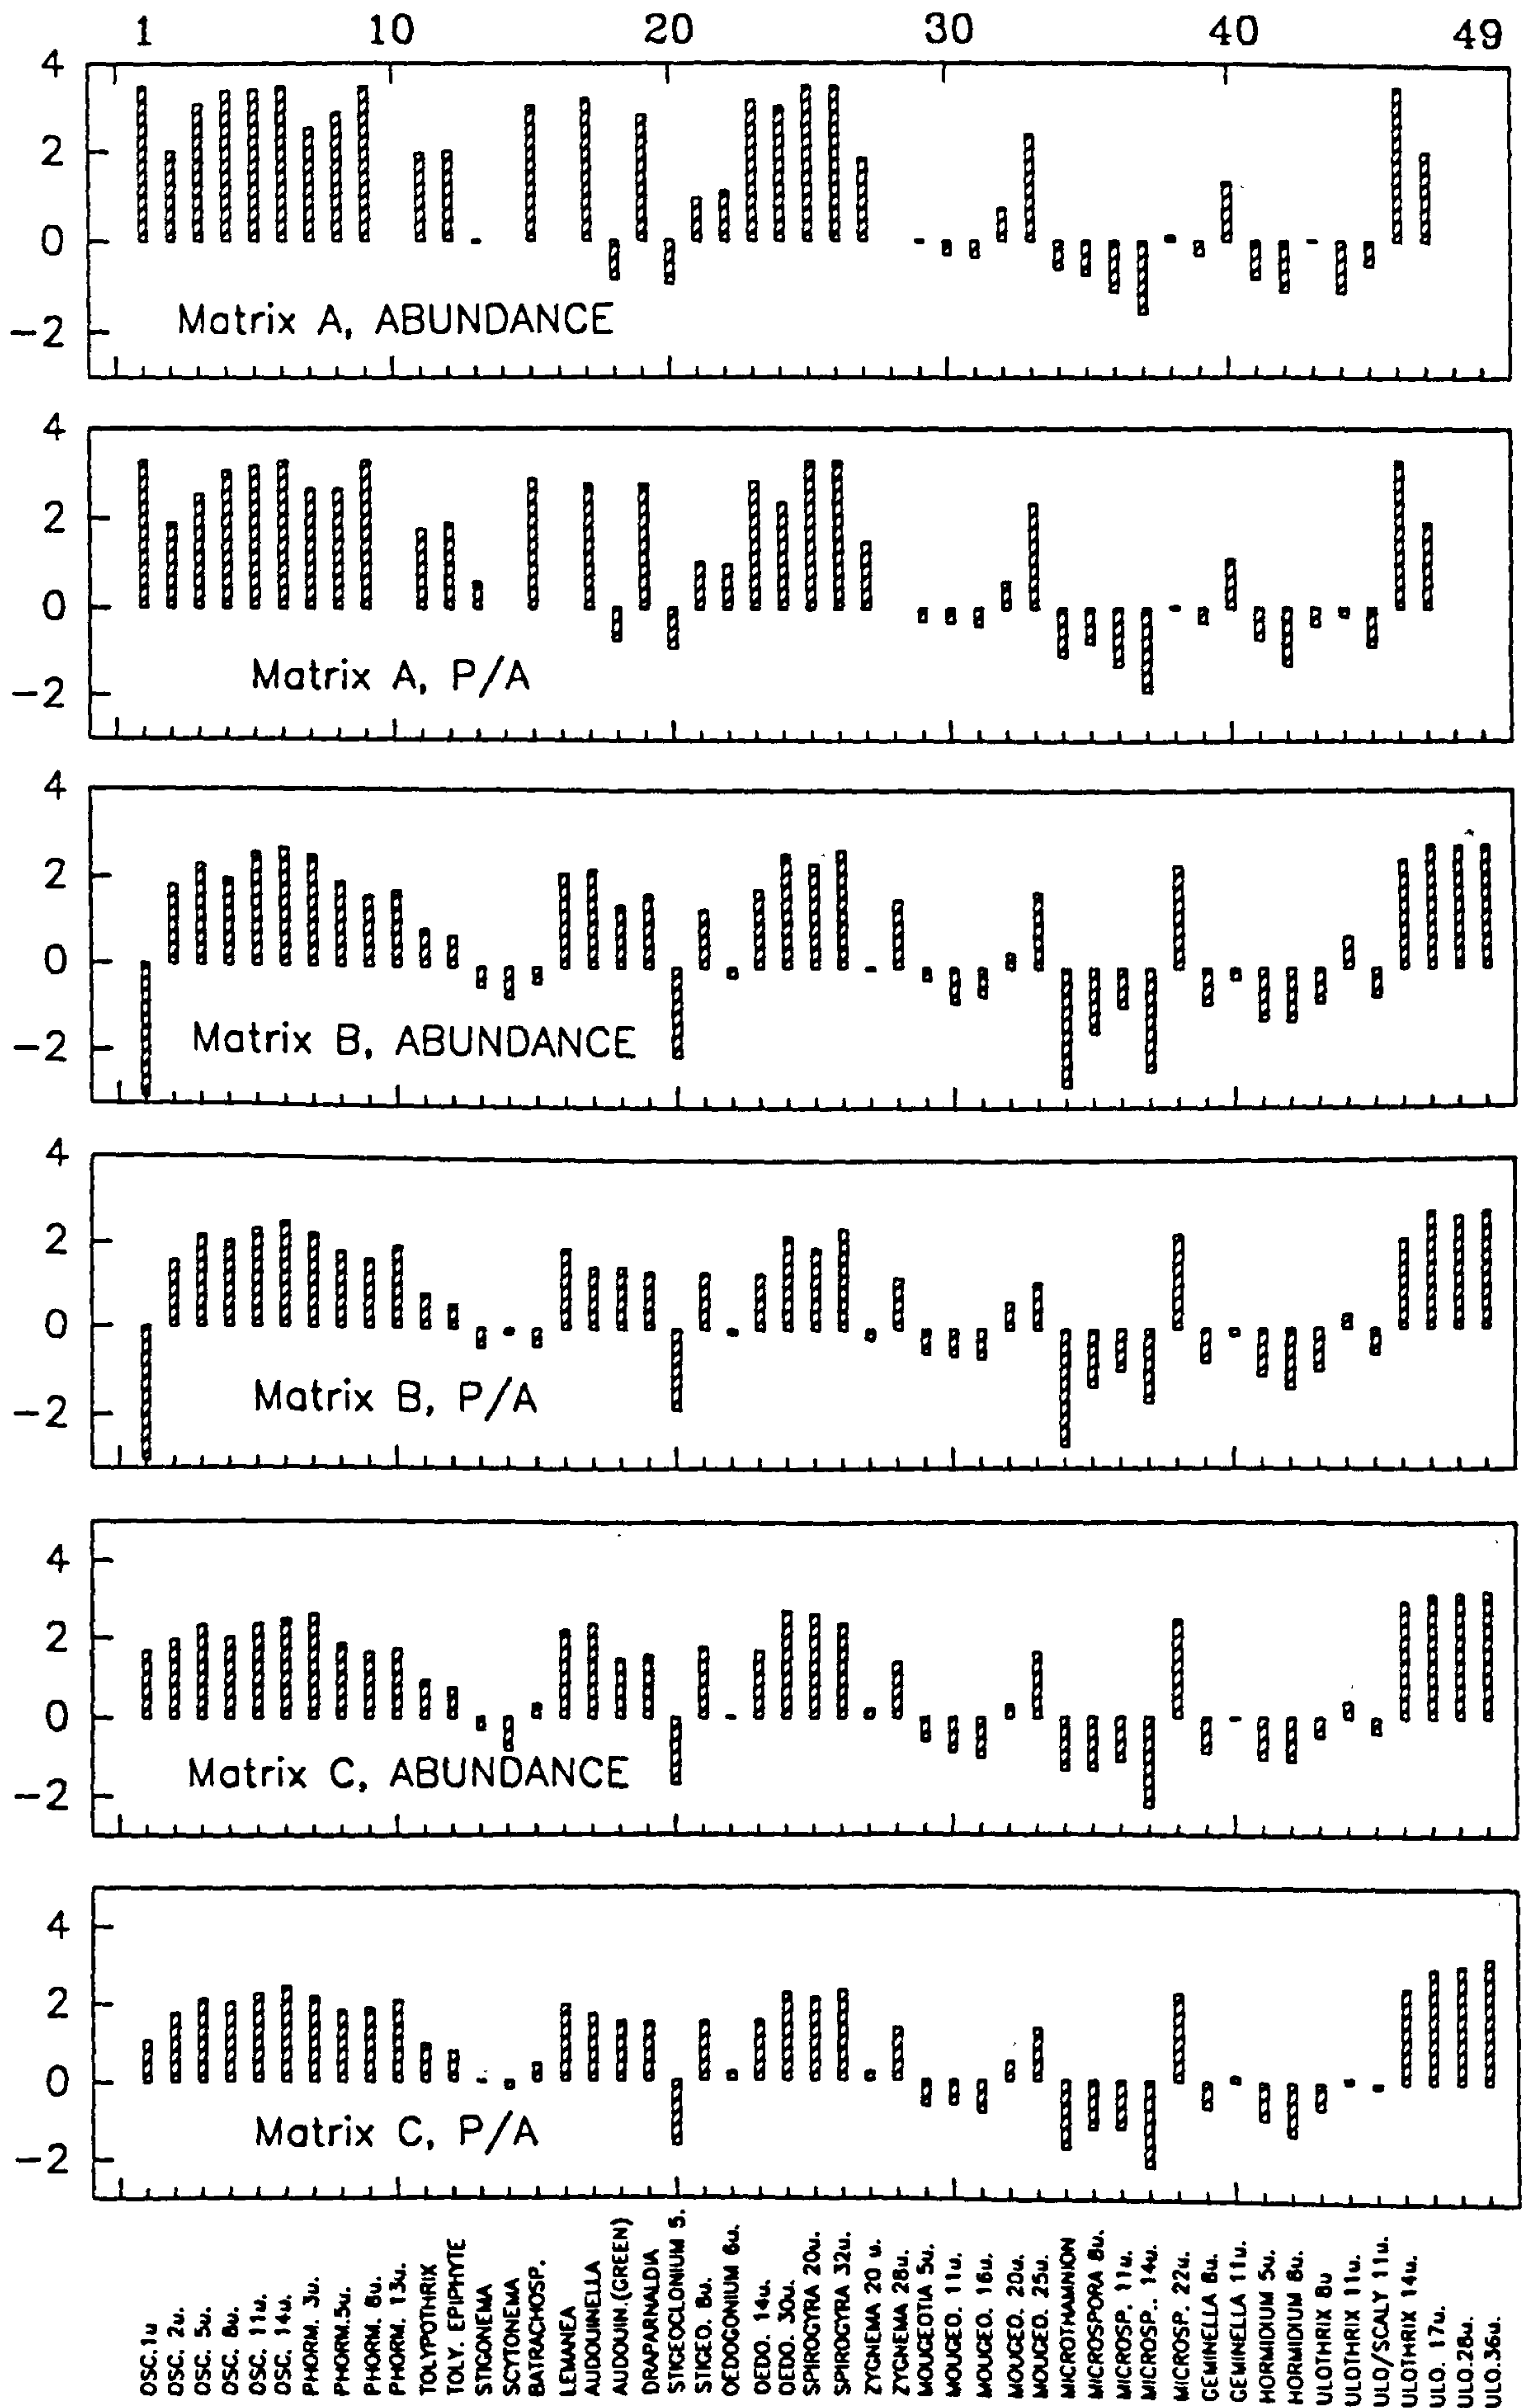 1 10 20 30 40 49
4
2
0
−2
Matrix A, ABUNDANCE
4
2
0
−2
Matrix A, P/A
4
2
0
−2
Matrix B, ABUNDANCE
4
2
0
−2
Matrix B, P/A
4
2
0
−2
Matrix C, ABUNDANCE
4
2
0
−2
Matrix C, P/A
OSC.1u
OSC. 2u.
OSC. 5u.
OSC. 8u.
OSC. 11u.
OSC. 14u.
PHORM. 3u.
PHORM.5u.
PHORM. 8u.
PHORM. 13u.
TOLYPOTHRIX
TOLY. EPIPHYTE
STIGONEMA
SCYTONEMA
BATRACHOSP.
LEMANEA
AUDOUINELLA
AUDOUIN.(GREEN)
DRAPARNALDIA
STIGEOCLONIUM 5.
STIGEO. 8u.
OEDOGONIUM 6u.
OEDO. 14u.
OEDO. 30u.
SPIROGYRA 20u.
SPIROGYRA 32u.
ZYGNEMA 20 u.
ZYGNEMA 28u.
MOUGEOTIA 5u.
MOUGEO. 11u.
MOUGEO. 16u.
MOUGEO. 20u.
MOUGEO. 25u.
MICROTHAMNION
MICROSPORA 8u.
MICROSP. 11u.
MICROSP.. 14u.
MICROSP. 22u.
GEMINELLA 8u.
GEMINELLA 11u.
HORMIDIUM 5u.
HORMIDIUM 8u.
ULOTHRIX 8u
ULOTHRIX 11u.
ULO/SCALY 11u.
ULOTHRIX 14u.
ULO. 17u.
ULO.28u.
ULO.36u.